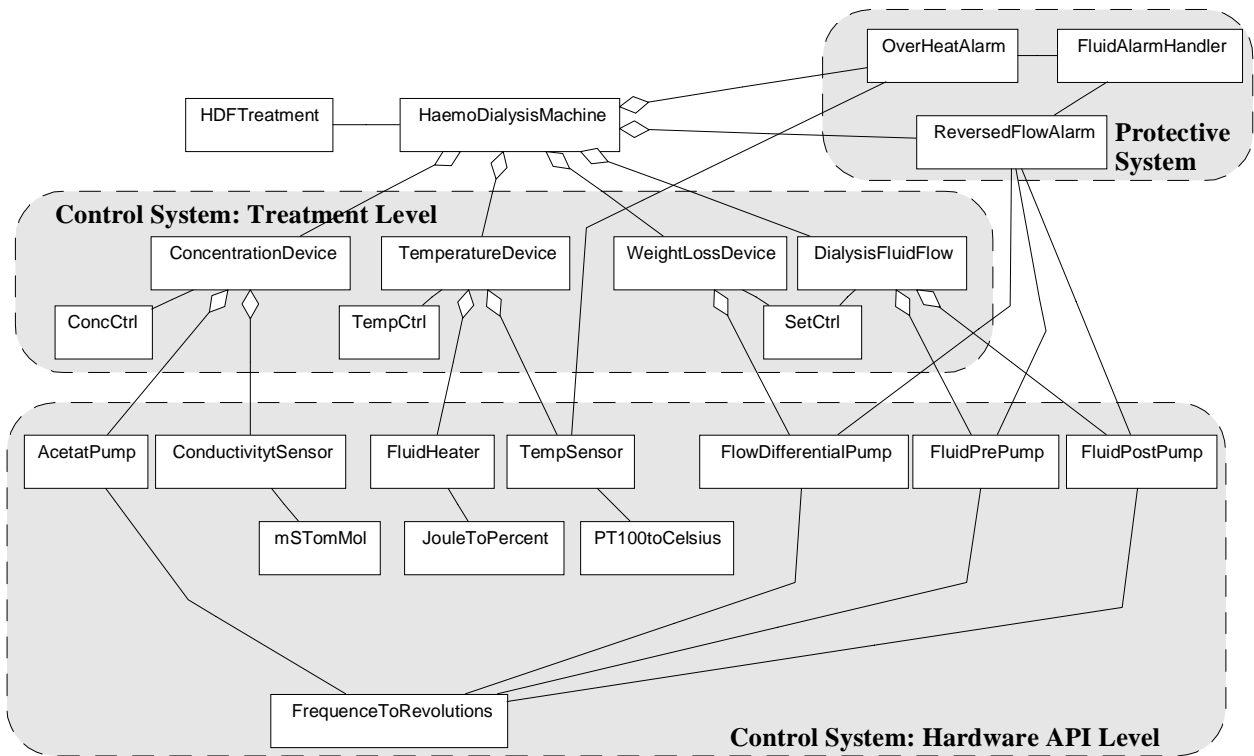 OverHeatAlarm
FluidAlarmHandler
HDFTreatment
HaemoDialysisMachine
ReversedFlowAlarm
Protective
System
Control System: Treatment Level
ConcentrationDevice
TemperatureDevice
WeightLossDevice
DialysisFluidFlow
ConcCtrl
TempCtrl
SetCtrl
AcetatPump
ConductivitytSensor
FluidHeater
TempSensor
FlowDifferentialPump
FluidPrePump
FluidPostPump
mSTomMol
JouleToPercent
PT100toCelsius
FrequenceToRevolutions
Control System: Hardware API Level